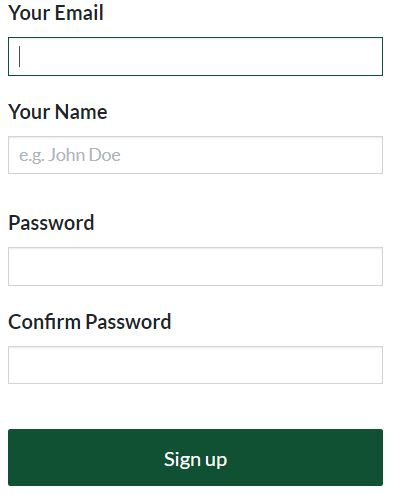 Your Email
Your Name
e.g. John Doe
Password
Confirm Password
Sign up